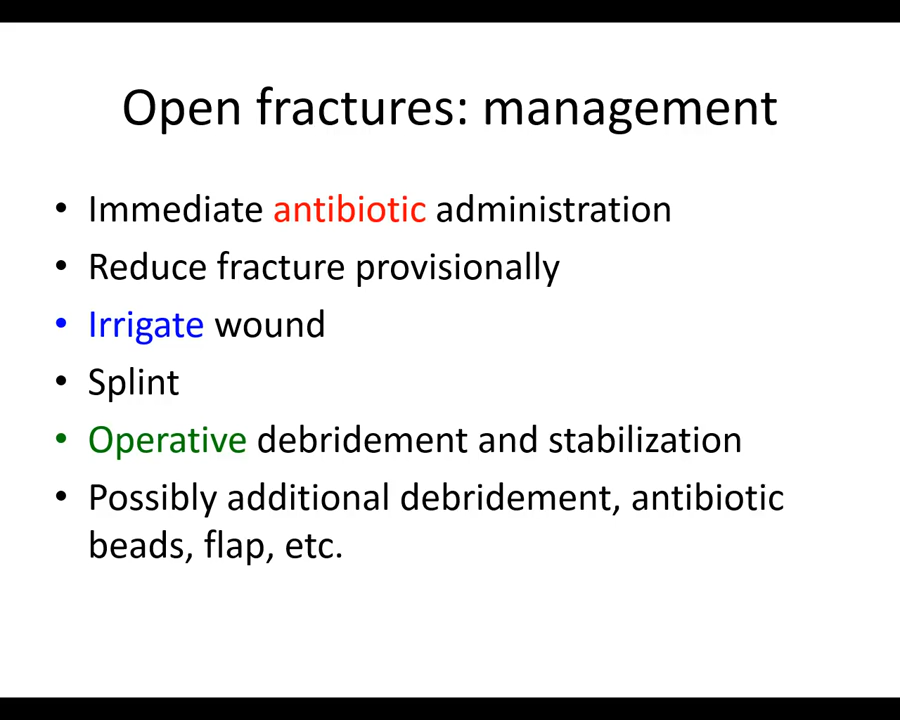 Open fractures: management
• Immediate antibiotic administration
• Reduce fracture provisionally
• Irrigate wound
• Splint
• Operative debridement and stabilization
• Possibly additional debridement, antibiotic
beads, flap, etc.